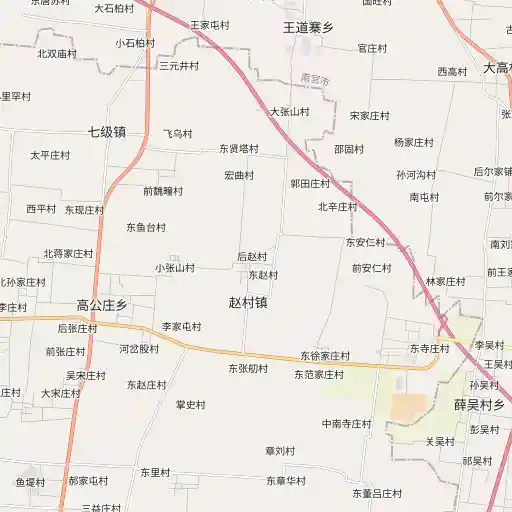 东唐苏村
国旺村
大石柏村
王家屯村
王道寨乡
小石柏村
官庄村
北双庙村
三元井村
西高村
大高村
南宫市
小里罕村
大张山村
宋家庄村
七级镇
飞乌村
杨家庄村
东贤塔村
邵固村
太平庄村
宏曲村
孙河沟村
后尔家铺
郭田庄村
前魏疃村
南屯村
前尔家
西平村
东现庄村
北辛庄村
东鱼台村
东安仁村
南刘
北蒋家庄村
后赵村
小张山村
东赵村
前安仁村
前王家
北孙家庄村
林家庄村
李庄村
高公庄乡
赵村镇
后张庄村
李家屯村
李吴村
前张庄村
河岔股村
东徐家庄村
东寺庄村
王吴村
吴宋庄村
东张舠村
东范家庄村
孙吴村
大宋庄村
东赵庄村
掌史村
薛吴村乡
中南寺庄村
彭吴村
关吴村
章刘村
祁吴村
东里村
鱼堤村
郝家屯村
东章华村
东董吕庄村
三益庄村